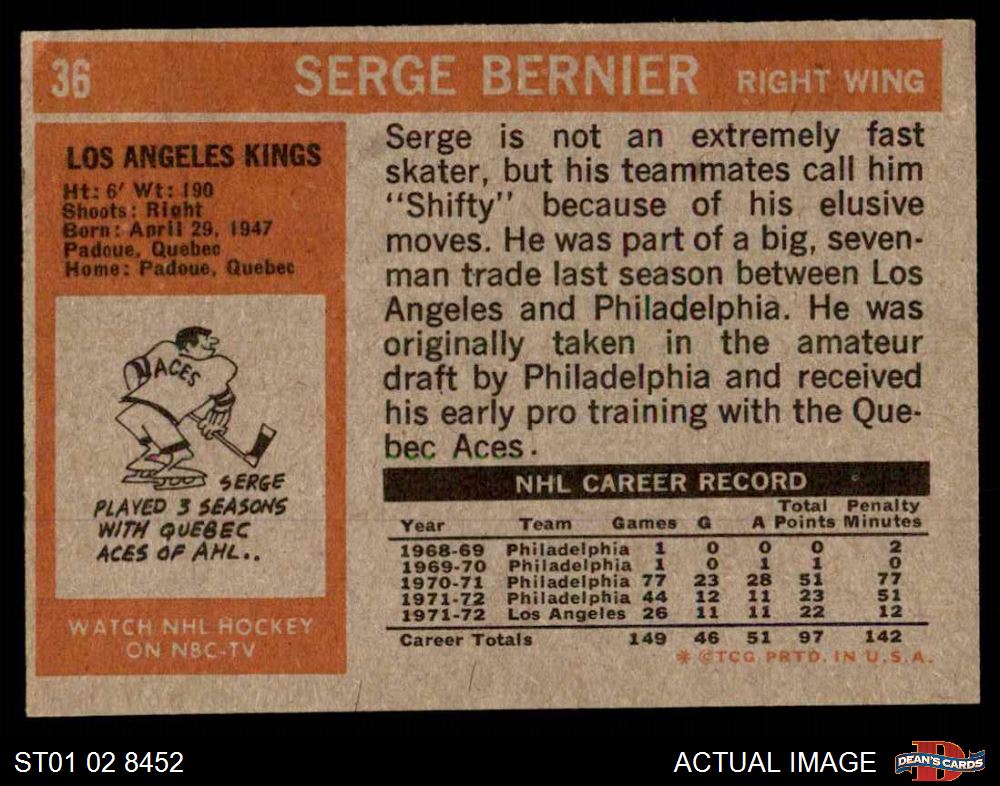 36 SERGE BERNIER RIGHT WING
LOS ANGELES KINGS
Ht: 6' Wt: 190
Shoots: Right
Born: April 29, 1947
Padoue, Quebec
Home: Padoue, Quebec
ACES
SERGE
PLAYED 3 SEASONS
WITH QUEBEC
ACES OF AHL..
WATCH NHL HOCKEY
ON NBC-TV
Serge is not an extremely fast
skater, but his teammates call him
"Shifty" because of his elusive
moves. He was part of a big, seven-
man trade last season between Los
Angeles and Philadelphia. He was
originally taken in the amateur
draft by Philadelphia and received
his early pro training with the Que-
bec Aces.
NHL CAREER RECORD
Total Penalty
Year Team Games G A Points Minutes
1968-69 Philadelphia 1 0 0 0 2
1969-70 Philadelphia 1 0 1 1 0
1970-71 Philadelphia 77 23 28 51 77
1971-72 Philadelphia 44 12 11 23 51
1971-72 Los Angeles 26 11 11 22 12
Career Totals 149 46 51 97 142
* ©TCG PRTD. IN U.S.A.
ST01 02 8452
ACTUAL IMAGE
DEAN'S CARDS